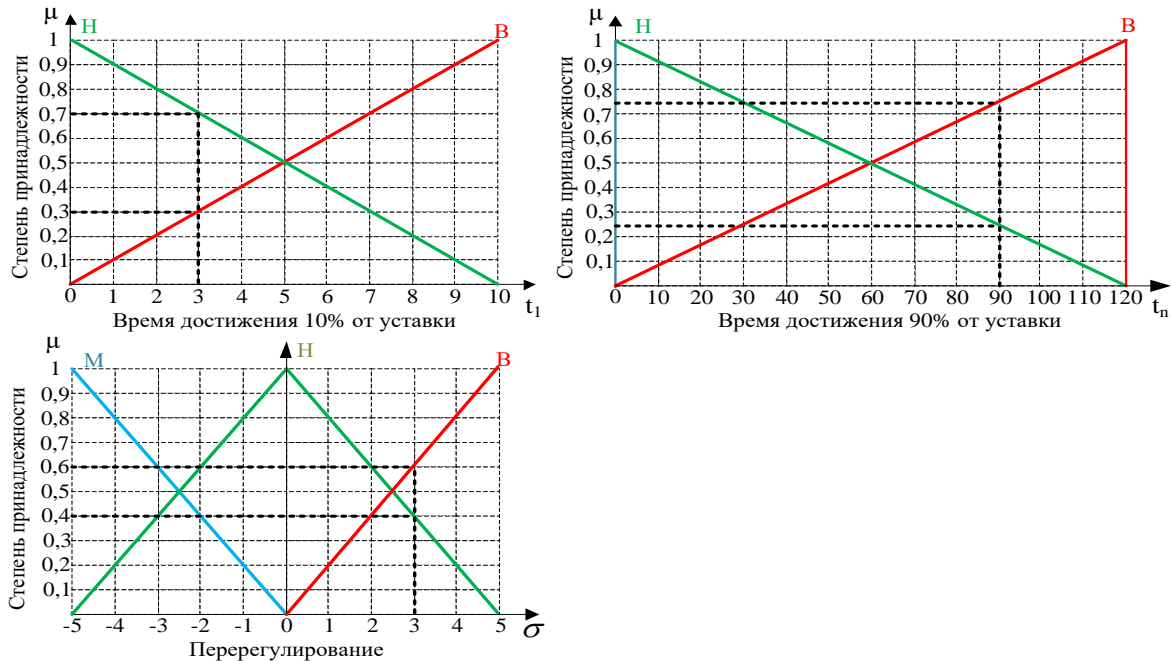 μ
Н
В
Степень принадлежности
1
0,9
0,8
0,7
0,6
0,5
0,4
0,3
0,2
0,1
0 1 2 3 4 5 6 7 8 9 10
t1
Время достижения 10% от уставки
μ
Н
В
Степень принадлежности
1
0,9
0,8
0,7
0,6
0,5
0,4
0,3
0,2
0,1
0 10 20 30 40 50 60 70 80 90 100 110 120
tn
Время достижения 90% от уставки
μ
М
Н
В
Степень принадлежности
1
0,9
0,8
0,7
0,6
0,5
0,4
0,3
0,2
0,1
-5 -4 -3 -2 -1 0 1 2 3 4 5
σ
Перерегулирование